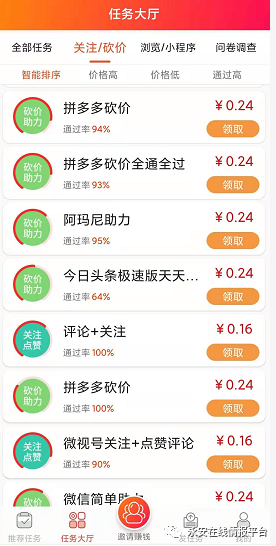 任务大厅
全部任务 关注/砍价 浏览/小程序 问卷调查
智能排序 价格高 价格低 通过高
砍价助力 拼多多砍价 ¥ 0.24
通过率 94% 领取
砍价助力 拼多多砍价全通全过 ¥ 0.24
通过率 93% 领取
砍价助力 阿玛尼助力 ¥ 0.24
通过率 95% 领取
砍价助力 今日头条极速版天天... ¥ 0.24
通过率 64% 领取
关注点赞 评论+关注 ¥ 0.16
通过率 100% 领取
砍价助力 拼多多砍价 ¥ 0.24
通过率 100% 领取
关注点赞 微视号关注+点赞评论 ¥ 0.16
通过率 90% 领取
砍价 微信简单助力 ¥ 0.24
推荐任务 任务大厅 邀请赚钱 我的
永安在线情报平台